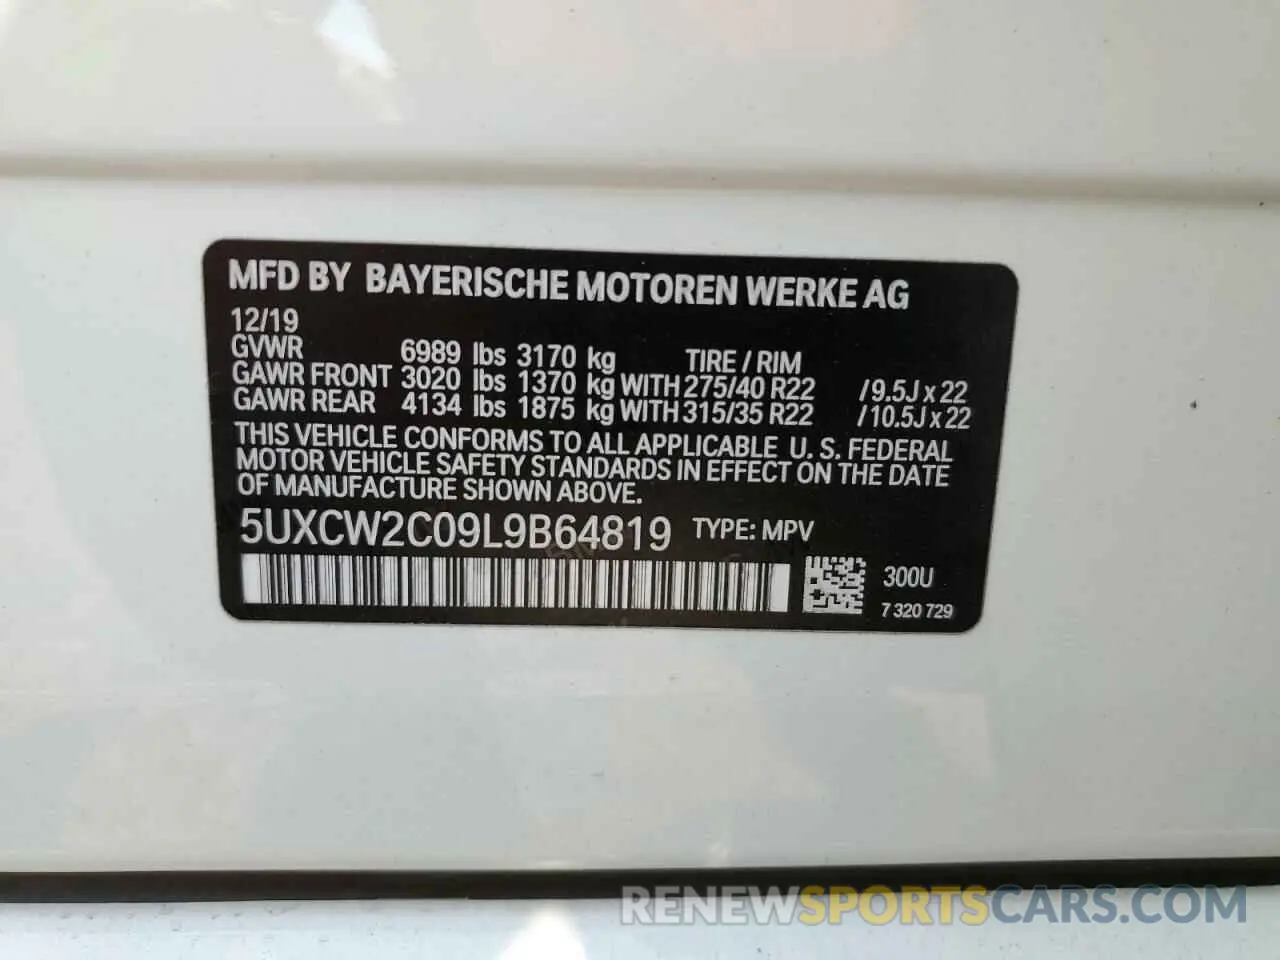 MFD BY BAYERISCHE MOTOREN WERKE AG
12/19
GVWR 6989 lbs 3170 kg TIRE / RIM
GAWR FRONT 3020 lbs 1370 kg WITH 275/40 R22 / 9.5J x 22
GAWR REAR 4134 lbs 1875 kg WITH 315/35 R22 / 10.5J x 22
THIS VEHICLE CONFORMS TO ALL APPLICABLE U. S. FEDERAL
MOTOR VEHICLE SAFETY STANDARDS IN EFFECT ON THE DATE
OF MANUFACTURE SHOWN ABOVE.
5UXCW2C09L9B64819 TYPE: MPV
300U
7 320 729
RENEWSPORTSCARS.COM